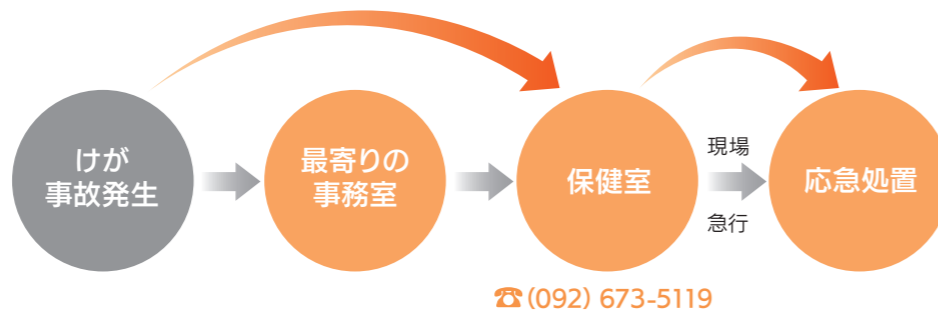 けが
事故発生
最寄りの
事務室
保健室
現場
急行
応急処置
☎(092) 673-5119